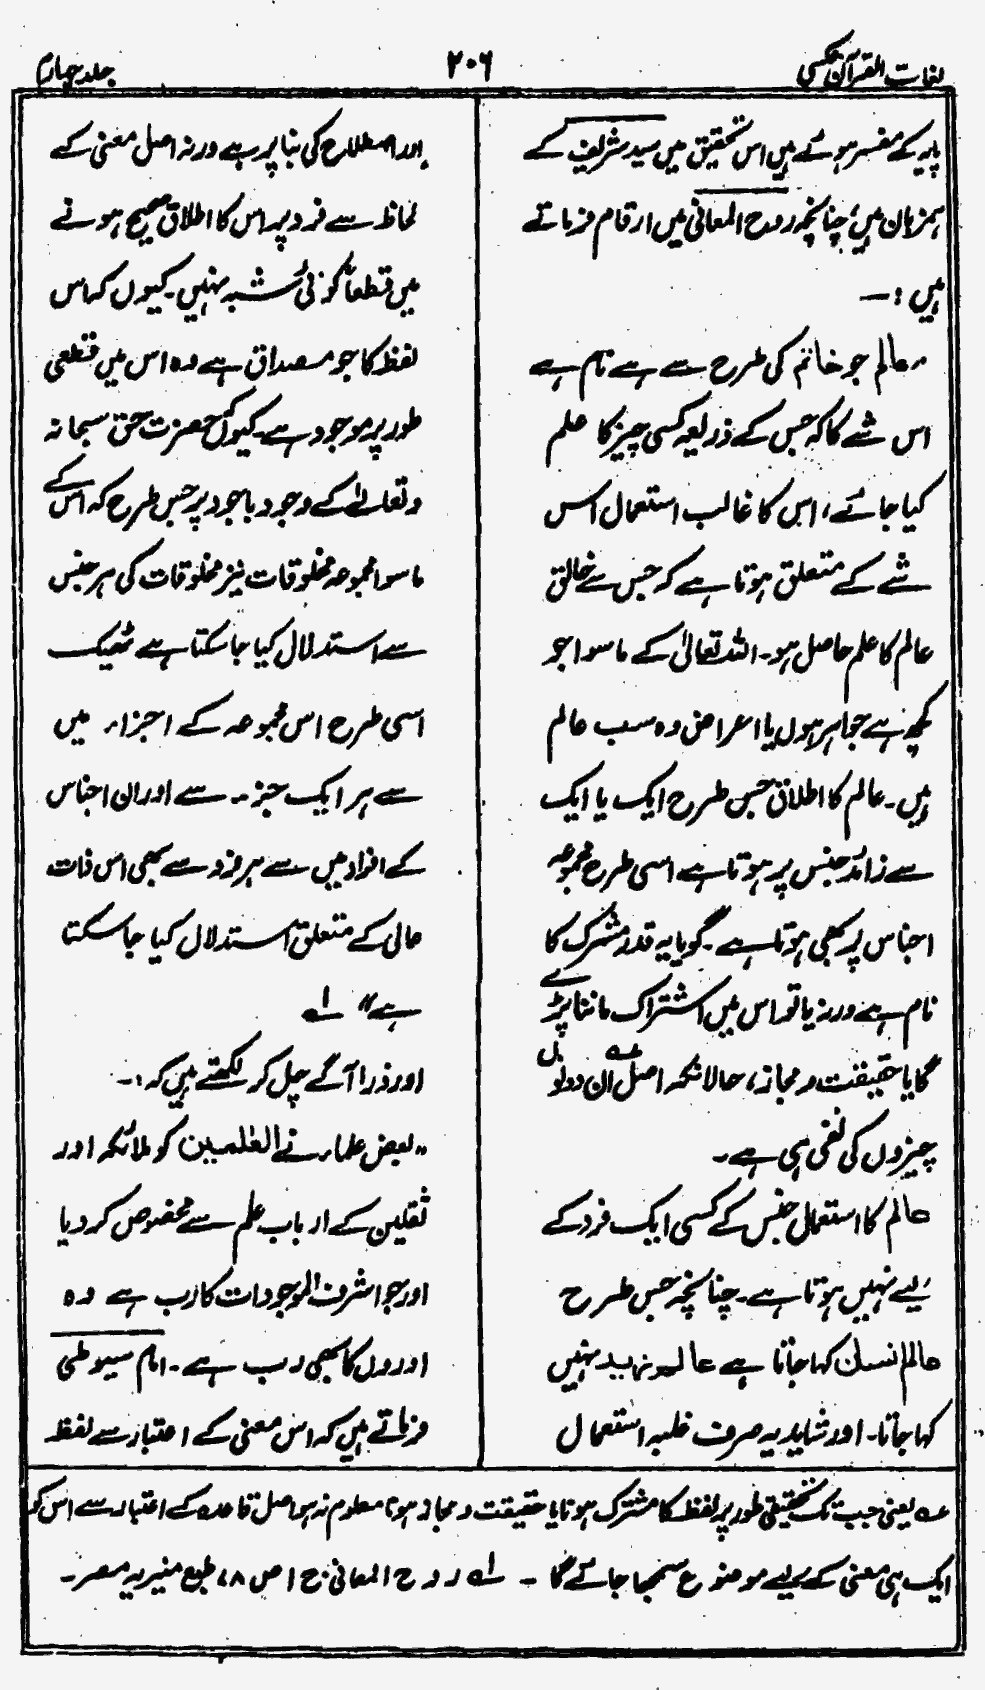 لغات القرآن عکسی
۲۰۶
جلد چہارم
پایہ کے مفسر ہوئے ہیں اس تحقیق میں سید شریف کے
ہمزبان ہیں؛ چنانچہ روح المعانی میں ارقام فرماتے
ہیں :—
”عالم جو خاتم کی طرح سے ہے نام ہے
اس شے کا کہ جس کے ذریعہ کسی چیز کا علم
کیا جائے، اس کا غالب استعمال اس
شے کے متعلق ہوتا ہے کہ جس سے خالق
عالم کا علم حاصل ہو۔ اللہ تعالیٰ کے ماسوا جو
کچھ ہے جواہر ہوں یا اعراض وہ سب عالم
ہیں۔ عالم کا اطلاق جس طرح ایک یا ایک
سے زائد جنس پر ہوتا ہے اسی طرح مجموعہ
اجناس پر بھی ہوتا ہے۔ گویا یہ قدر مشترک کا
نام ہے ورنہ یا تو اس میں اشتراک ماننا پڑے
گا یا حقیقت و مجاز، حالانکہ اصل عہ ان دونوں
چیزوں کی نفی ہی ہے۔
عالم کا استعمال جنس کے کسی ایک فرد کے
لیے نہیں ہوتا ہے۔ چنانچہ جس طرح
عالم انسان کہا جاتا ہے عالم زید نہیں
کہا جاتا۔ اور شاید یہ صرف غلبہ استعمال
اور اصطلاح کی بنا پر ہے ورنہ اصل معنی کے
لحاظ سے فرد پر اس کا اطلاق صحیح ہونے
میں قطعاً کوئی شبہ نہیں۔ کیوں کہ اس
لفظ کا جو مصداق ہے وہ اس میں قطعی
طور پر موجود ہے۔ کیونکہ حضرت حق سبحانہ
وتعالےٰ کے وجود باجود پر جس طرح کہ اس کے
ماسوا مجموعہ مخلوقات نیز مخلوقات کی ہر جنس
سے استدلال کیا جا سکتا ہے ٹھیک
اسی طرح اس مجموعہ کے اجزاء میں
سے ہر ایک جزء سے اور ان اجناس
کے افراد میں سے ہر فرد سے بھی اس ذات
عالی کے متعلق استدلال کیا جا سکتا
ہے“ لہ
اور ذرا آگے چل کر لکھتے ہیں کہ :۔
”بعض علماء نے العٰلمین کو ملائکہ اور
ثقلین کے ارباب علم سے مخصوص کر دیا
اور جو اشرف الموجودات کا رب ہے وہ
اوروں کا بھی رب ہے۔ امام سیوطی
فرماتے ہیں کہ اس معنی کے اعتبار سے لفظ
عہ یعنی جب تک تحقیقی طور پر لفظ کا مشترک ہونا یا حقیقت و مجاز ہونا معلوم نہ ہو اصل قاعدہ کے اعتبار سے اس کو
ایک ہی معنی کے لیے موضوع سمجھا جائے گا ۔ لہ روح المعانی ج ۱ ص ۷۸، طبع منیریہ مصر۔